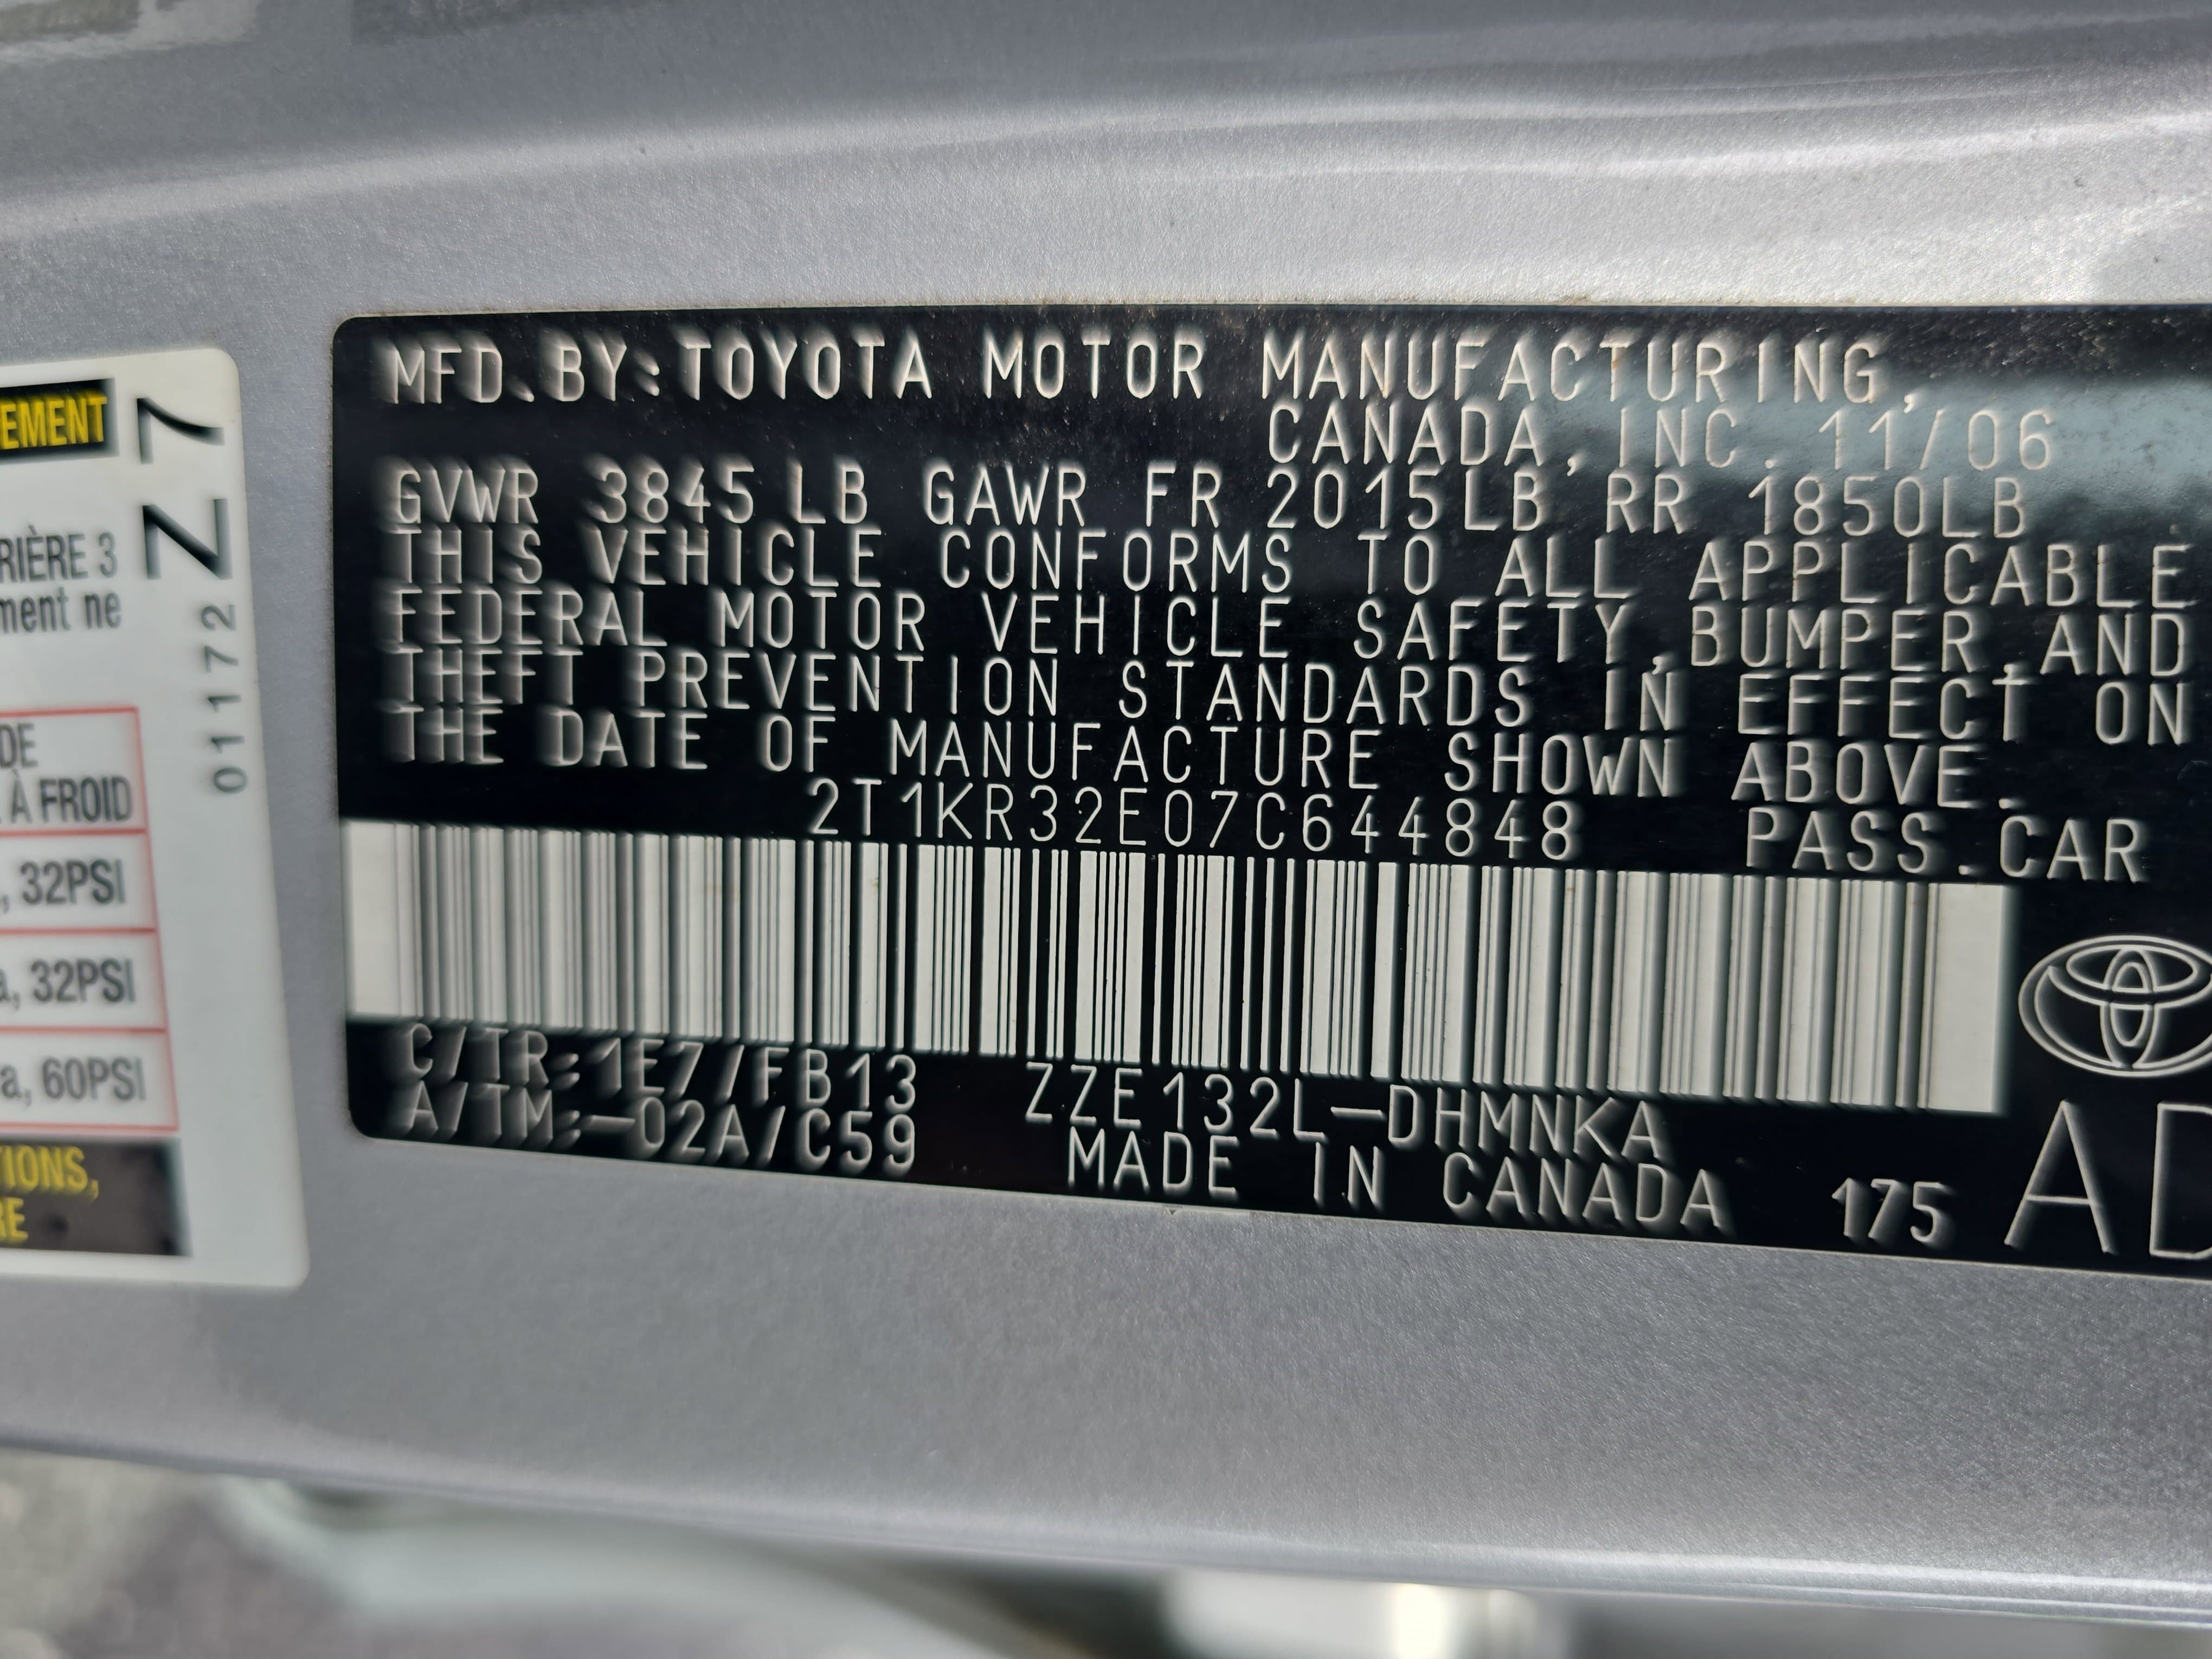 EMENT
RIÈRE 3
ment ne
DE
À FROID
, 32PSI
a, 32PSI
a, 60PSI
TIONS,
RE
Z 7
01172
MFD.BY:TOYOTA MOTOR MANUFACTURING,
CANADA,INC. 11/06
GVWR 3845 LB GAWR FR 2015LB RR 1850LB
THIS VEHICLE CONFORMS TO ALL APPLICABLE
FEDERAL MOTOR VEHICLE SAFETY,BUMPER,AND
THEFT PREVENTION STANDARDS IN EFFECT ON
THE DATE OF MANUFACTURE SHOWN ABOVE.
2T1KR32E07C644848 PASS.CAR
C/TR:1E7/FB13 ZZE132L-DHMNKA
A/TM:-02A/C59 MADE IN CANADA 175 AD